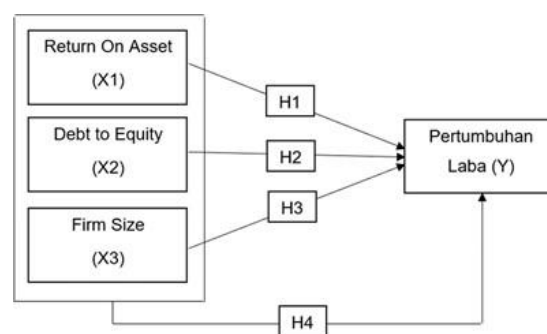 Return On Asset
(X1)
H1
Debt to Equity
(X2)
H2
Pertumbuhan
Laba (Y)
Firm Size
(X3)
H3
H4